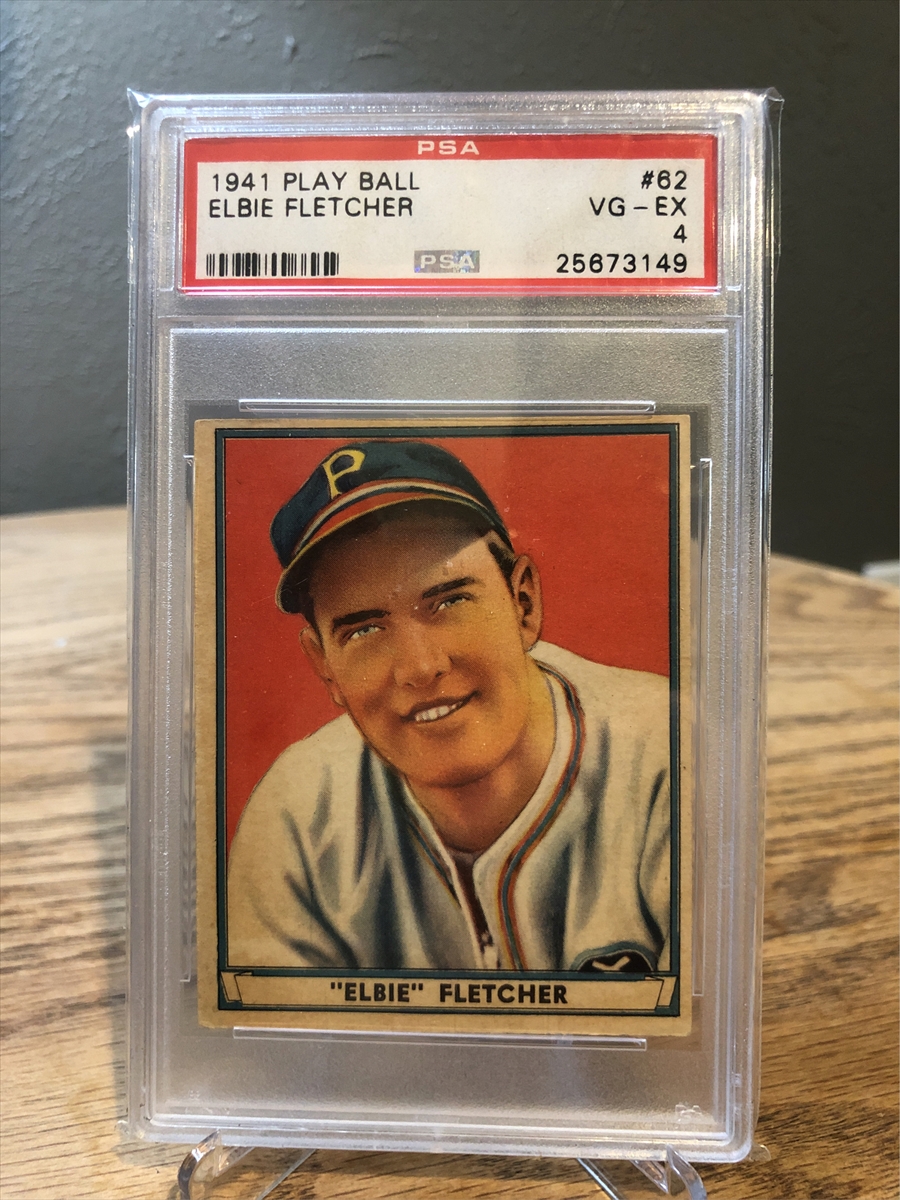 PSA
1941 PLAY BALL #62
ELBIE FLETCHER VG-EX
4
PSA 25673149
P
"ELBIE" FLETCHER